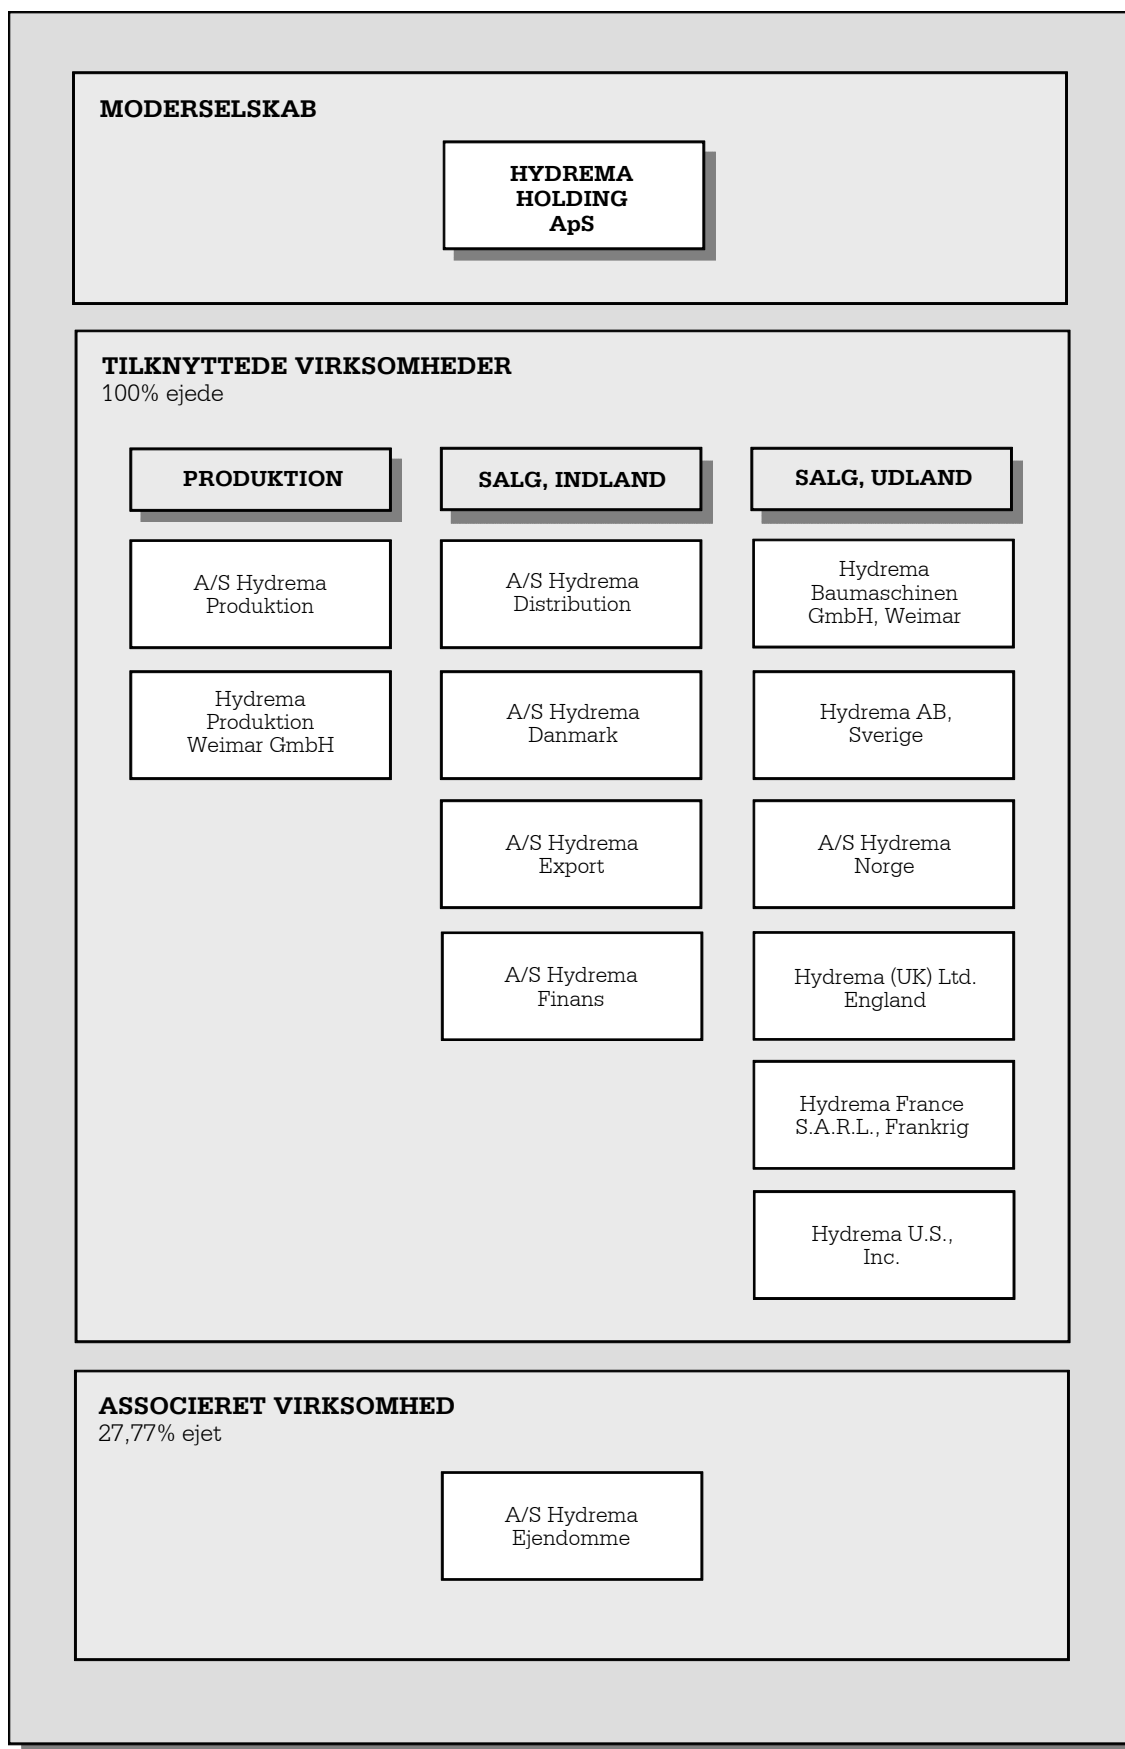 MODERSELSKAB
HYDREMA
HOLDING
ApS
TILKNYTTEDE VIRKSOMHEDER
100% ejede
PRODUKTION
A/S Hydrema
Produktion
Hydrema
Produktion
Weimar GmbH
SALG, INDLAND
A/S Hydrema
Distribution
A/S Hydrema
Danmark
A/S Hydrema
Export
A/S Hydrema
Finans
SALG, UDLAND
Hydrema
Baumaschinen
GmbH, Weimar
Hydrema AB,
Sverige
A/S Hydrema
Norge
Hydrema (UK) Ltd.
England
Hydrema France
S.A.R.L., Frankrig
Hydrema U.S.,
Inc.
ASSOCIERET VIRKSOMHED
27,77% ejet
A/S Hydrema
Ejendomme